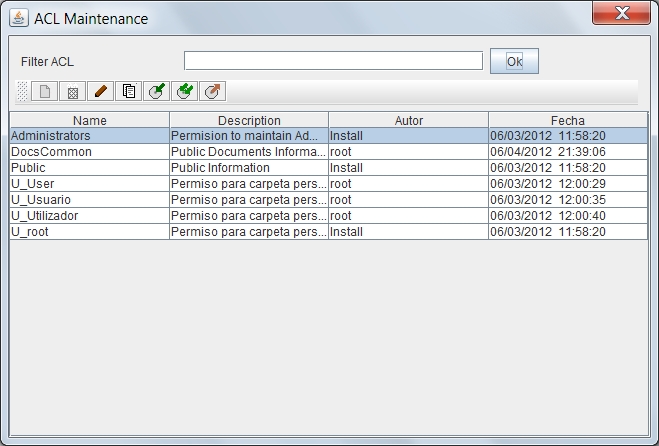 ACL Maintenance
Filter ACL Ok
Name Description Autor Fecha
Administrators Permision to maintain Ad... Install 06/03/2012 11:58:20
DocsCommon Public Documents Informa... root 06/04/2012 21:39:06
Public Public Information Install 06/03/2012 11:58:20
U_User Permiso para carpeta pers... root 06/03/2012 12:00:29
U_Usuario Permiso para carpeta pers... root 06/03/2012 12:00:35
U_Utilizador Permiso para carpeta pers... root 06/03/2012 12:00:40
U_root Permiso para carpeta pers... Install 06/03/2012 11:58:20